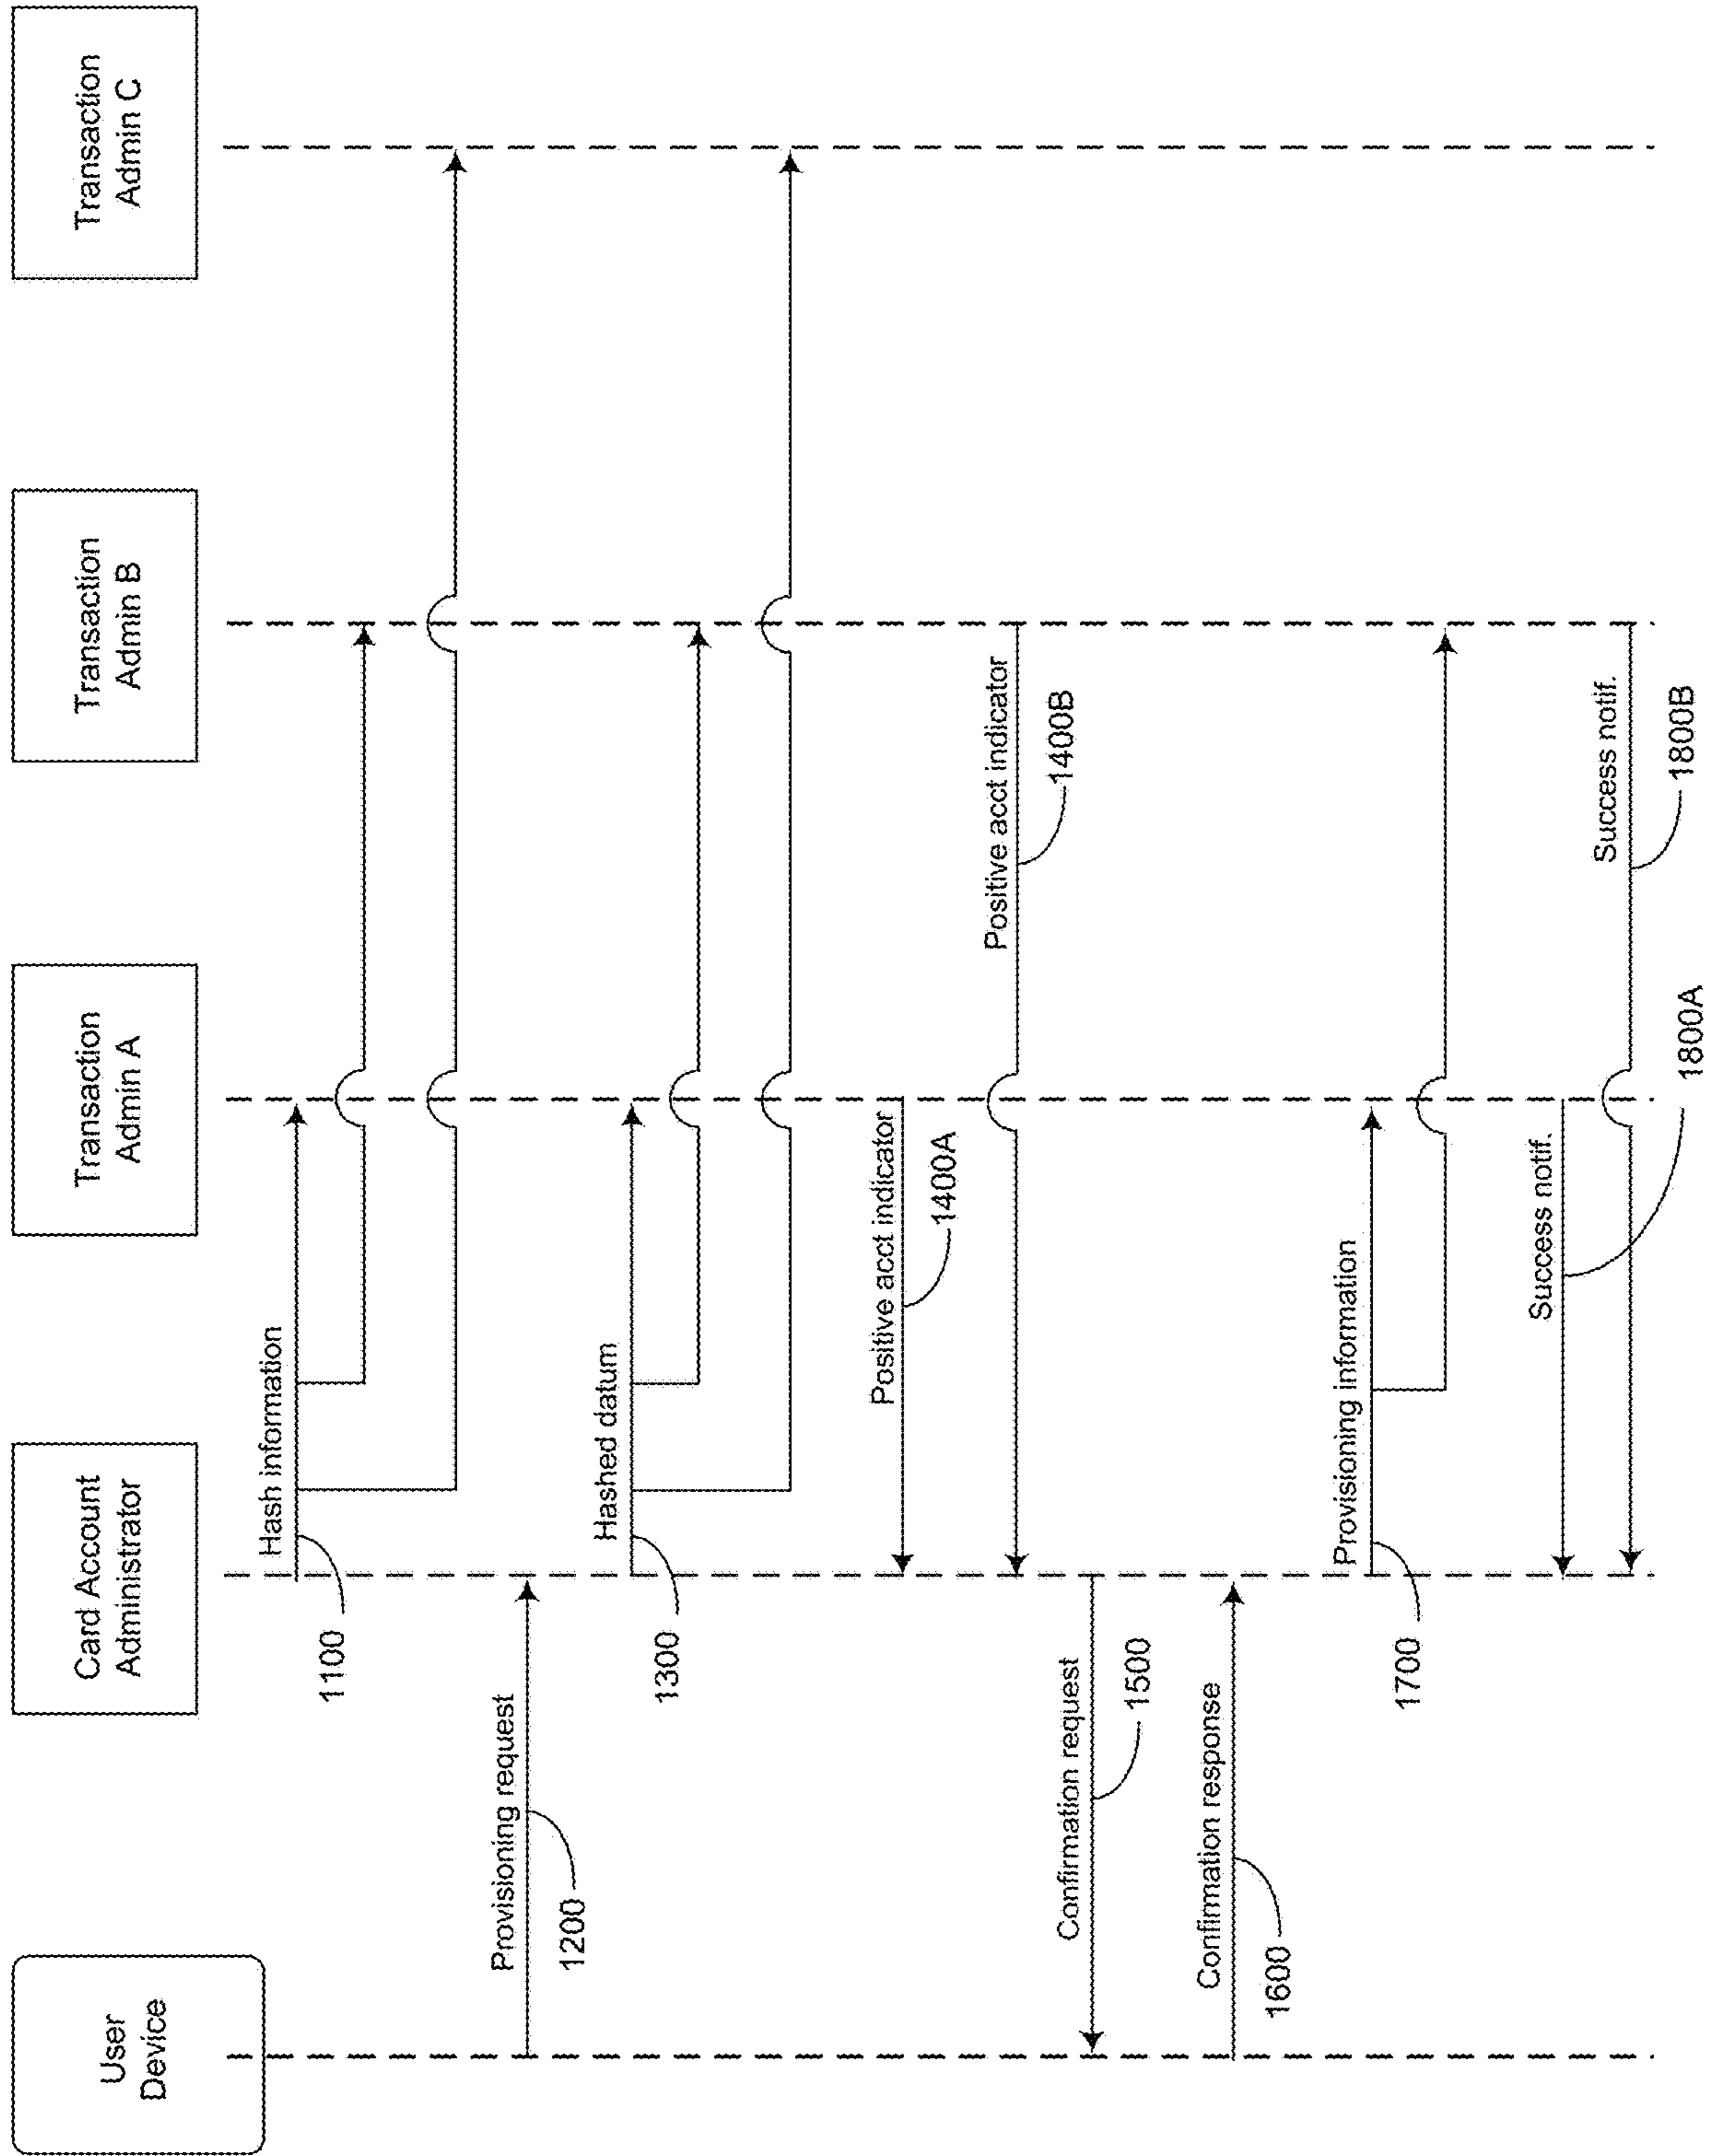 User
Device
Card Account
Administrator
Transaction
Admin A
Transaction
Admin B
Transaction
Admin C
Hash information
1100
Provisioning request
1200
Hashed datum
1300
Positive acct indicator
1400A
Positive acct indicator
1400B
Confirmation request
1500
Confirmation response
1600
Provisioning information
1700
Success notif.
1800A
Success notif.
1800B